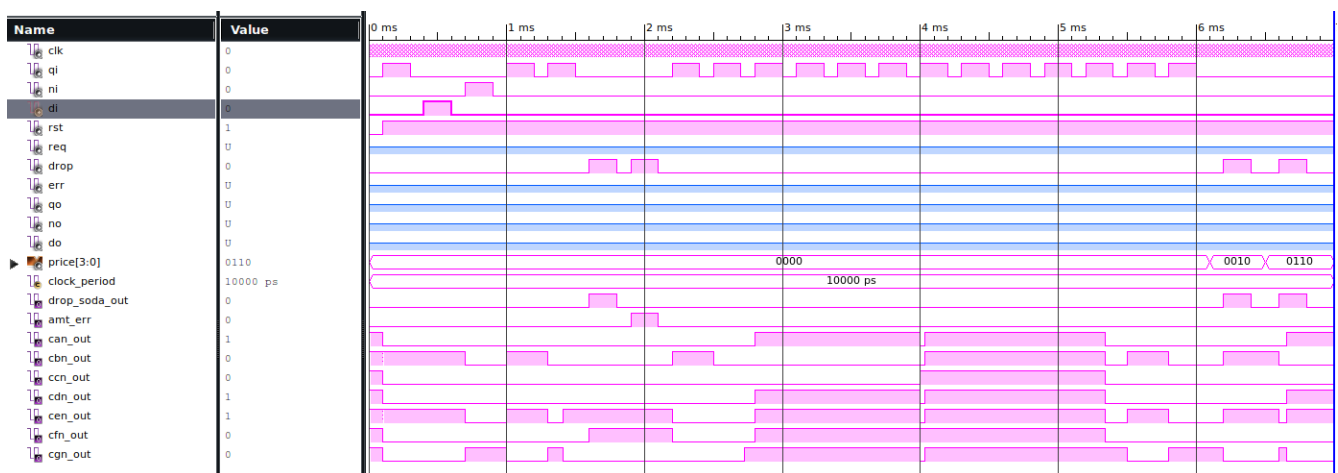 Name Value 0 ms 1 ms 2 ms 3 ms 4 ms 5 ms 6 ms
clk 0
qi 0
ni 0
di 0
rst 1
req U
drop 0
err U
qo U
no U
do U
price[3:0] 0110 0000 0010 0110
clock_period 10000 ps 10000 ps
drop_soda_out 0
amt_err 0
can_out 1
cbn_out 0
ccn_out 0
cdn_out 1
cen_out 1
cfn_out 0
cgn_out 0